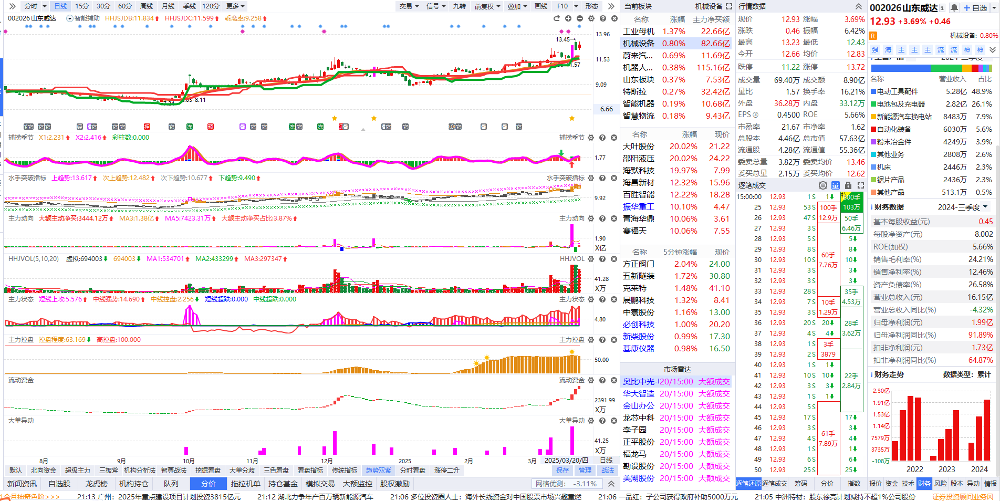 分时 日线 15分 30分 60分 周线 月线 季线 120分 更多 交易 信号 九转 前复权 叠加 画线 F10 形态
002026 山东威达 智能辅助 HHJSJDB:11.834 HHJSJDC:11.599 乖离率:9.258
13.96
13.45
11.53
9.09
6.66
捕捞季节 X1:2.231 X2:2.416 彩柱数:0.000 捕捞季节
1.77
水手突破指标 上趋势:13.617 次上趋势:12.482 次下趋势:10.677 下趋势:9.490 水手突破指标
9.92
主力动向 大额主动净买:3444.12万 MA3:1.38亿 MA5:7423.31万 大额主动净买占比:3.87% 主力动向
1.90
X亿
HHJVOL(5,10,20) 虚拟:694003 694003 MA1:534701 MA2:433299 MA3:297347 HHJVOL
41.28
X万
主力状态 短线上攻:5.576 中线强势:14.690 中线控盘:2.256 短线超跌:0.000 中线超跌:0.000 主力状态
4.80
主力控盘 控盘程度:63.169 高控盘:100.000 主力控盘
50.00
流动资金 流动资金
2391.99
X万
大单异动 大单异动
41.25
X万
8月 9月 10月 11月 12月 2025 2月 3月 2025/03/20/四 日线
默认 北向资金 超级主力 三板斧 机构分析法 智尊战法 挖掘看盘 大单分歧 三色看盘 看盘指标 传统指标 趋势双紫 分时看盘 涨停二升 保存 管理 战法
新闻资讯 自选股 龙虎榜 机构持仓 队列 分价 拖拉机单 持仓基金 模拟交易 大额监控 股权激励 网格优测: -3.11%
当前板块 机械设备
名称 涨幅 主力净买额
工业母机 1.37% 22.66亿
机械设备 0.80% 82.66亿
蔚来汽... 0.69% 11.69亿
机器人... 0.38% 115.16亿
山东板块 0.37% 7.53亿
特斯拉 0.27% 32.42亿
智能机器 0.19% 10.68亿
智慧物流 0.18% 9.43亿
名称 涨幅 现价
大叶股份 20.02% 21.22
邵阳液压 20.02% 24.22
海默科技 19.97% 7.99
海昌新材 12.32% 15.96
百胜智能 12.22% 18.28
振华重工 10.10% 4.47
青海华鼎 10.06% 3.61
赛福天 10.06% 7.55
名称 5分钟涨幅 现价
方正阀门 2.04% 24.00
五新隧装 1.72% 30.80
克莱特 1.48% 41.10
展鹏科技 1.32% 8.41
中寰股份 1.16% 13.00
必创科技 1.00% 20.20
新柴股份 0.99% 17.30
基康仪器 0.98% 16.50
市场雷达
奥比中光-U 20/15:00 大额成交
华大智造 20/15:00 大额成交
金山办公 20/15:00 大额成交
龙芯中科 20/15:00 大额成交
李子园 20/15:00 大额成交
正平股份 20/15:00 大额成交
福龙马 20/15:00 大额成交
勘设股份 20/15:00 大额成交
美湖股份 20/15:00 大额成交
行情数据
现价 12.93 涨幅 3.69%
涨跌 0.46 振幅 6.42%
最高 13.23 最低 12.43
今开 12.66 均价 12.83
跌停 11.22 涨停 13.72
成交量 69.40万 成交额 8.90亿
量比 1.57 换手率 16.21%
外盘 36.28万 内盘 33.12万
EPS③ 0.4500 ROE 5.66%
市盈率 21.67 市净率 1.62
总股本 4.46亿 总市值 57.63亿
流通股 4.28亿 流通值 55.36亿
委卖总量 3.82万 委卖均价 13.46
委买总量 2.15万 委买均价 12.62
逐笔成交
15:00:00 12.93 1 S 1
25 12.93 53 S 100手 103万
26 12.93 47 S 12.9万 50手
27 12.93 3 S 6.46万
28 12.93 5 S 5
29 12.93 8 S 8
30 12.93 10 S 60手 10
31 12.93 3 S 7.76万 3
32 12.93 3 S 3
33 12.93 28 S 35手
34 12.93 7 S 10手 4.53万
35 12.93 3 S 1.29万
36 12.93 20 S 20 28手
37 12.93 4 S 4 3.62万
38 12.93 1 S 3手
39 12.93 2 S 3879
40 12.93 1 S 1
41 12.93 10 S 10 22手
42 12.93 3 S 3 2.84万
43 12.93 1 S 1
44 12.93 5 S
45 12.93 17 S 17
46 12.93 3 S 61手 3
47 12.93 4 S 7.89万 4
48 12.93 1 S 1
49 12.93 6 S 6
50 12.93 25 S 25
逐笔还原 逐笔成交 筹码 分价 指数
002026 山东威达 自选
12.93 +3.69% +0.46
R 机械设备: 0.80%
强 海 主 主 主 流 流 神 神
名称 营业收入 占比
电动工具配件 5.28亿 48.9%
电池包及充电器 2.82亿 26.1%
新能源汽车换电站 8483万 7.9%
自动化装备 6030万 5.6%
粉末冶金件 4249万 3.9%
其他业务 2808万 2.6%
机床 2446万 2.3%
锯片产品 2436万 2.3%
其他产品 513.1万 0.5%
财务数据 2024-三季度
基本每股收益(元) 0.45
每股净资产(元) 8.002
ROE(加权) 5.66%
销售毛利率(%) 24.21%
销售净利率(%) 12.46%
资产负债率(%) 26.58%
营业总收入(元) 16.15亿
营业总收入同比(%) -4.32%
归母净利润(元) 1.99亿
归母净利润同比(%) 91.89%
扣非净利润(元) 1.73亿
扣非净利润同比(%) 64.87%
财务走势 数据类型: 累计
2.30亿
1.91亿
1.53亿
1.14亿
7579万
3735万
-108万
2022 2023 2024
报价 资金 技术 财务 风险 股本 异动 情报
21:13 广州：2025年重点建设项目计划投资3815亿元 21:12 湖北力争年产百万辆新能源汽车 21:06 多位投资圈人士：海外长线资金对中国股票市场兴趣重燃 21:06 一品红：子公司获得政府补助5000万元 21:05 中洲特材：股东徐亮计划减持不超1%公司股份 证券投资顾问业务风